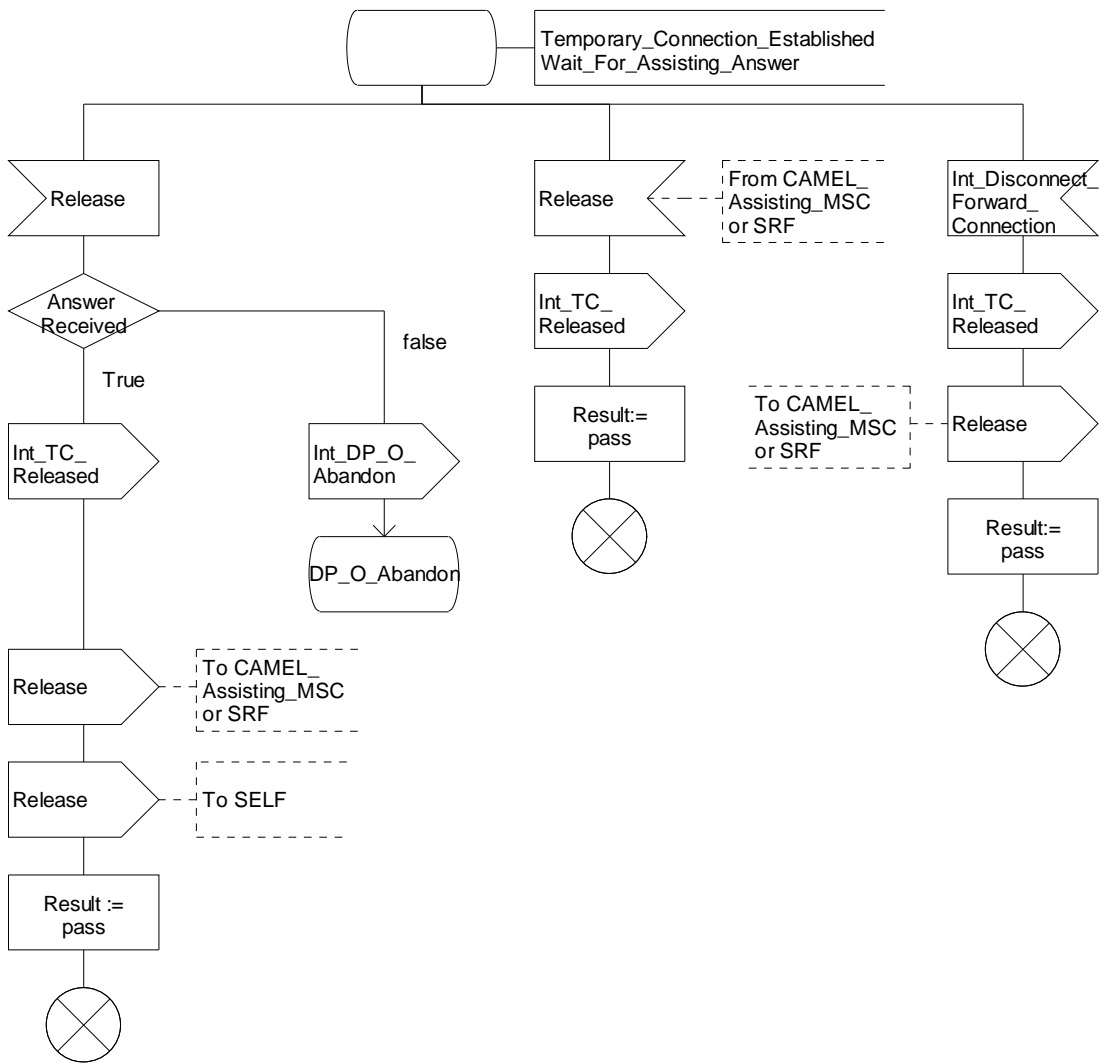 Temporary_Connection_Established
Wait_For_Assisting_Answer
Release
Release
From CAMEL_
Assisting_MSC
or SRF
Int_Disconnect_
Forward_
Connection
Answer
Received
false
True
Int_TC_
Released
Int_TC_
Released
Int_TC_
Released
Int_DP_O_
Abandon
Result:=
pass
To CAMEL_
Assisting_MSC
or SRF
Release
DP_O_Abandon
Result:=
pass
Release
To CAMEL_
Assisting_MSC
or SRF
Release
To SELF
Result :=
pass